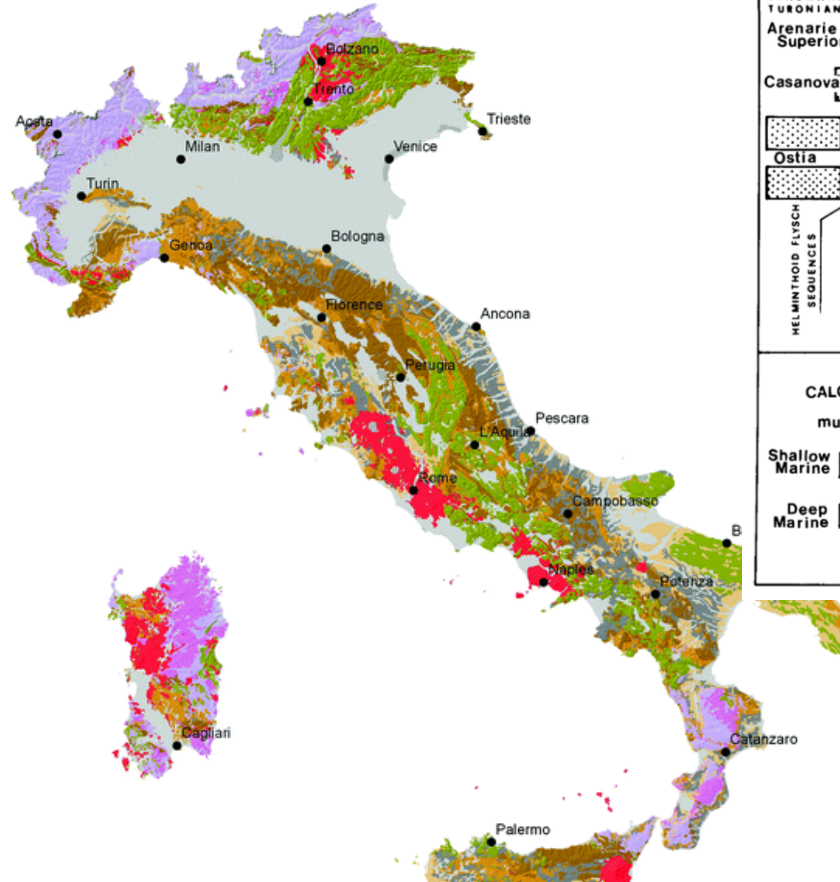 TURONIAN
Arenarie
Superior
Casanova
Ostia
HELMINTHOID FLYSCH
SEQUENCES
Shallow
Marine
Deep
Marine
Bolzano
Trento
Aosta
Trieste
Milan
Venice
Turin
Genoa
Bologna
Florence
Ancona
Perugia
Pescara
L'Aquila
Rome
Campobasso
B
Naples
Potenza
Cagliari
Catanzaro
Palermo